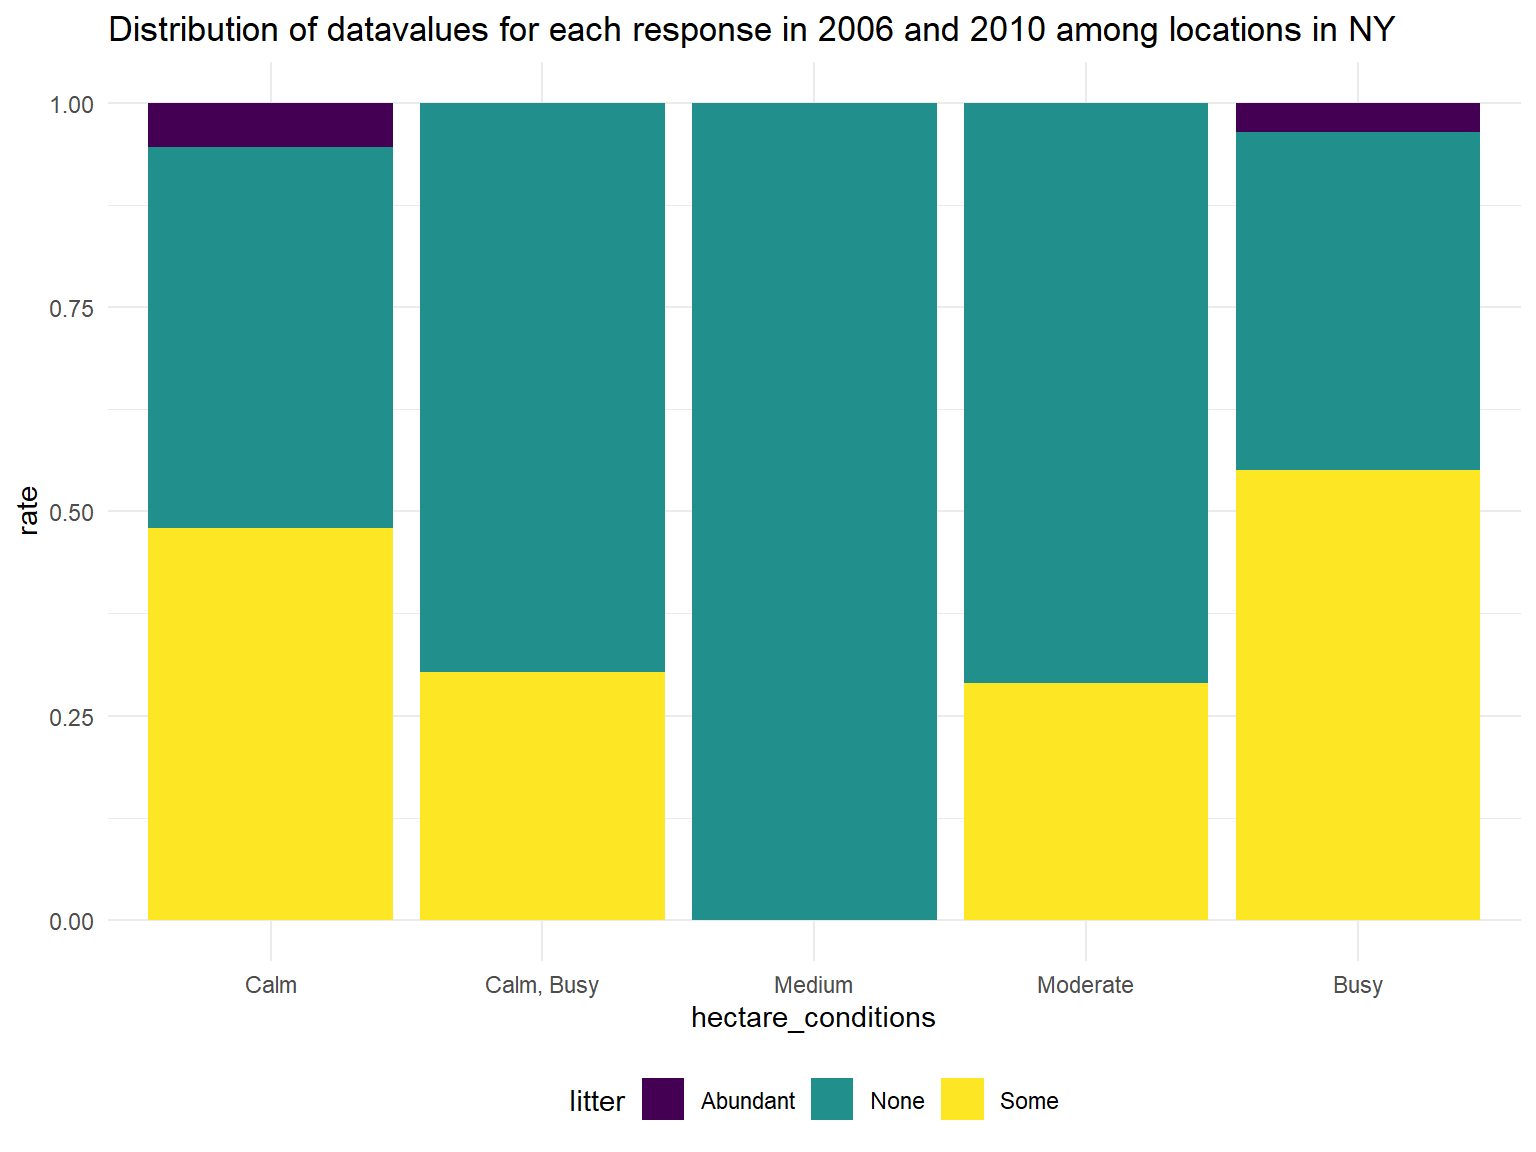 Distribution of datavalues for each response in 2006 and 2010 among locations in NY
1.00
0.75
0.50
0.25
0.00
rate
Calm
Calm, Busy
Medium
Moderate
Busy
hectare_conditions
litter
Abundant
None
Some